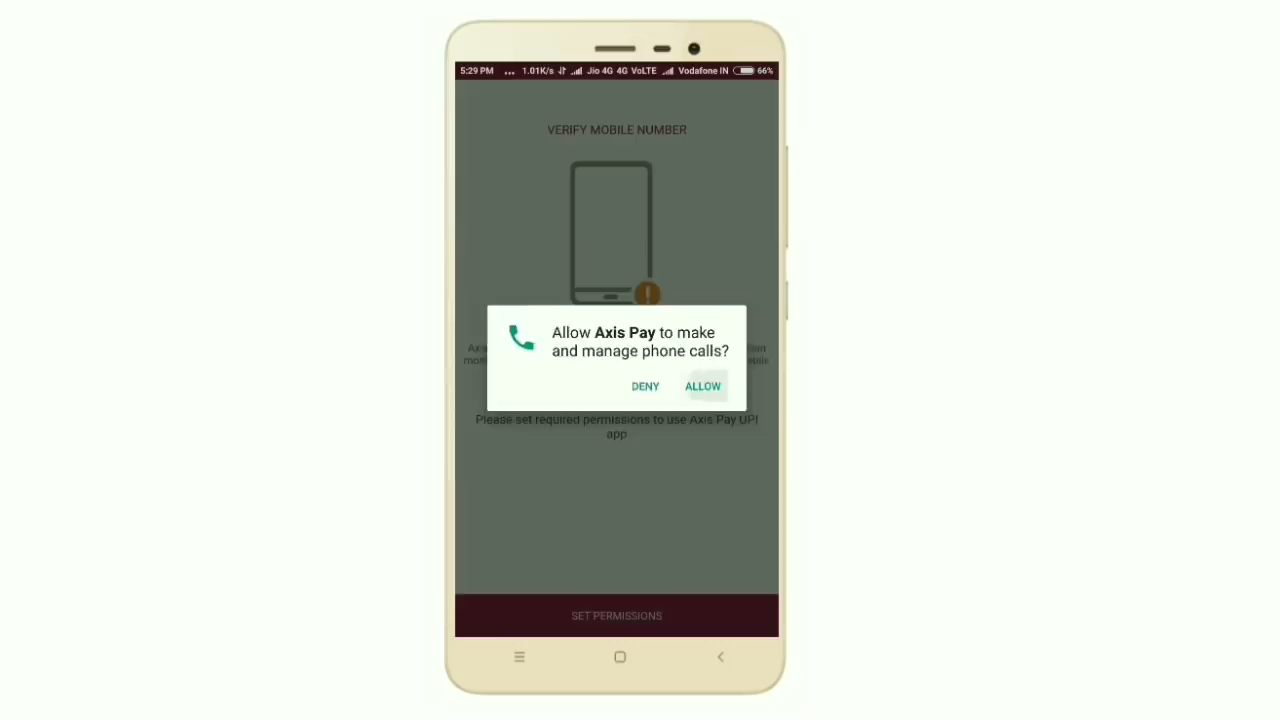 5:29 PM ... 1.01K/s Jio 4G 4G VoLTE Vodafone IN 66%
VERIFY MOBILE NUMBER
Allow Axis Pay to make
and manage phone calls?
DENY ALLOW
Please set required permissions to use Axis Pay UPI
app
SET PERMISSIONS